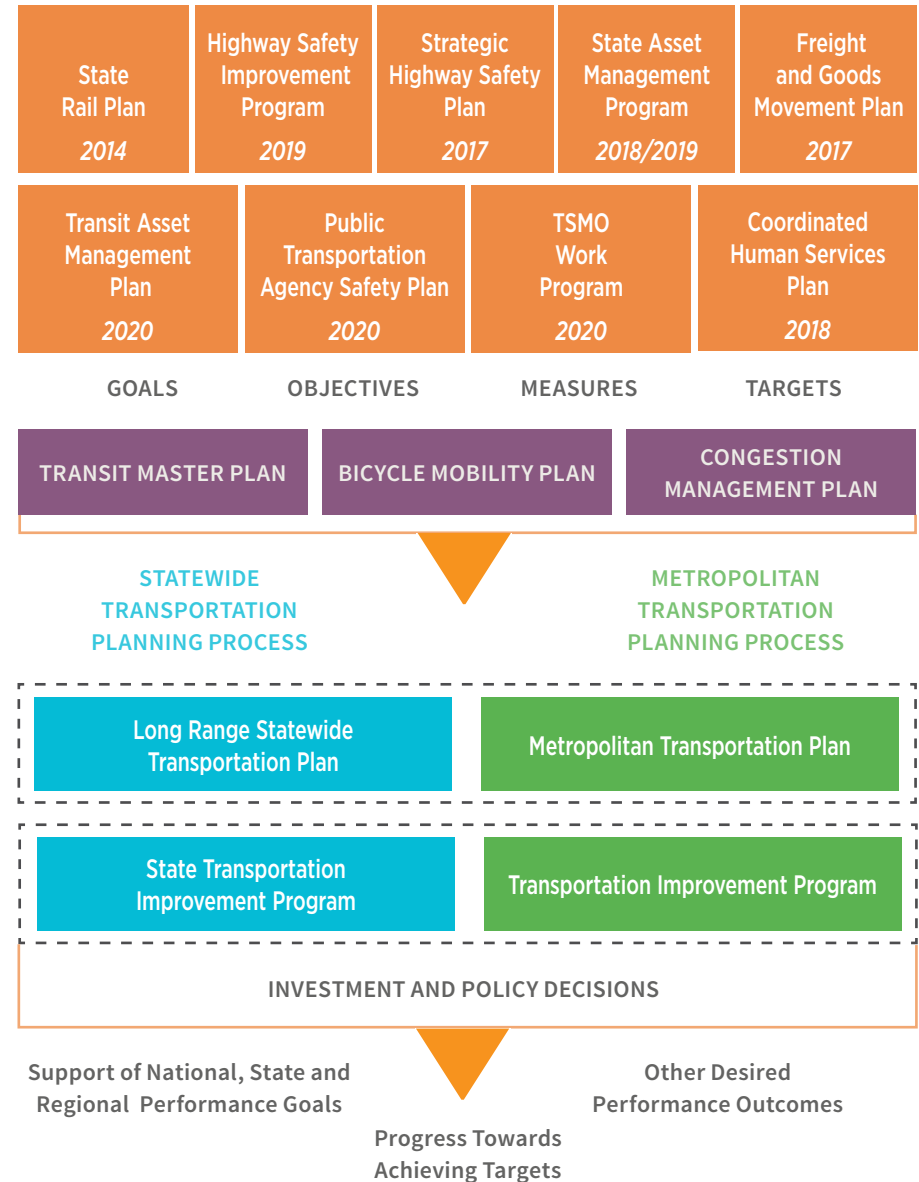 State
Rail Plan
2014
Highway Safety
Improvement
Program
2019
Strategic
Highway Safety
Plan
2017
State Asset
Management
Program
2018/2019
Freight
and Goods
Movement Plan
2017
Transit Asset
Management
Plan
2020
Public
Transportation
Agency Safety Plan
2020
TSMO
Work
Program
2020
Coordinated
Human Services
Plan
2018
GOALS
OBJECTIVES
MEASURES
TARGETS
TRANSIT MASTER PLAN
BICYCLE MOBILITY PLAN
CONGESTION
MANAGEMENT PLAN
STATEWIDE
TRANSPORTATION
PLANNING PROCESS
METROPOLITAN
TRANSPORTATION
PLANNING PROCESS
Long Range Statewide
Transportation Plan
Metropolitan Transportation Plan
State Transportation
Improvement Program
Transportation Improvement Program
INVESTMENT AND POLICY DECISIONS
Support of National, State and
Regional Performance Goals
Other Desired
Performance Outcomes
Progress Towards
Achieving Targets